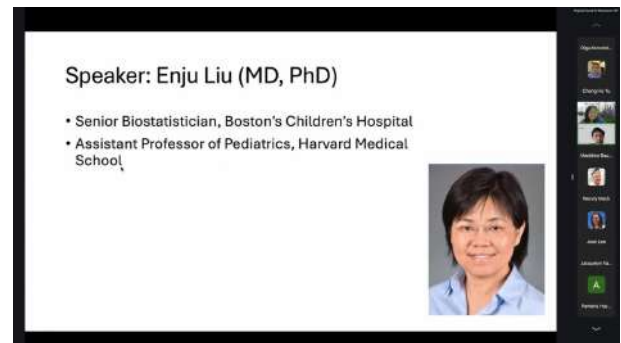 Speaker: Enju Liu (MD, PhD)
• Senior Biostatistician, Boston's Children's Hospital
• Assistant Professor of Pediatrics, Harvard Medical
School
A